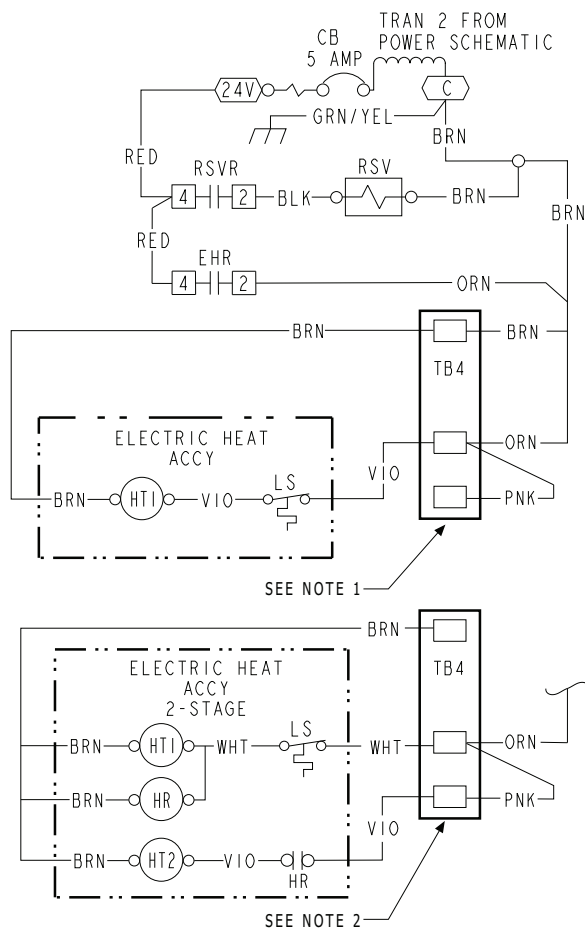 TRAN 2 FROM
POWER SCHEMATIC
CB
5 AMP
24V
C
GRN/YEL
BRN
RED
RSVR
RSV
4
2
BLK
BRN
BRN
RED
EHR
4
2
ORN
BRN
BRN
TB4
ELECTRIC HEAT
ACCY
ORN
LS
VIO
BRN
HT1
VIO
PNK
SEE NOTE 1
BRN
TB4
ELECTRIC HEAT
ACCY
2-STAGE
LS
BRN
HT1
WHT
WHT
ORN
BRN
HR
PNK
VIO
BRN
HT2
VIO
HR
SEE NOTE 2